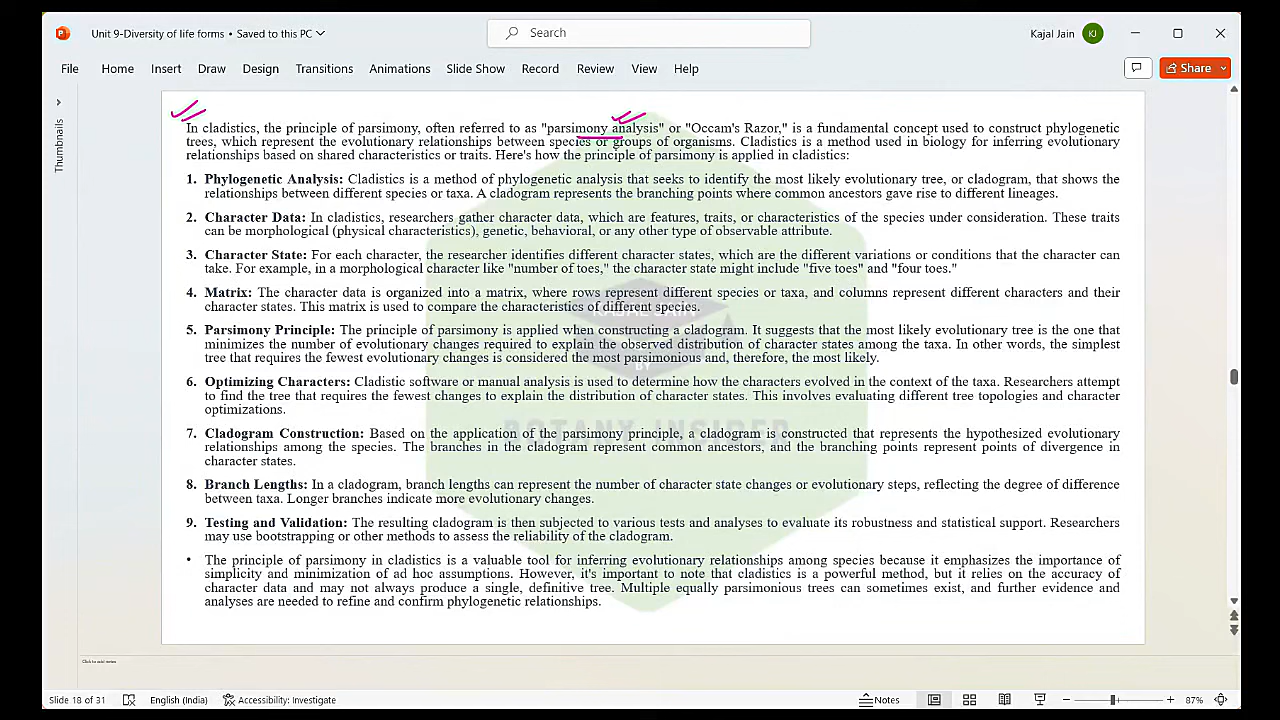 Unit 9-Diversity of life forms • Saved to this PC
Search
Kajal Jain
KJ
File
Home
Insert
Draw
Design
Transitions
Animations
Slide Show
Record
Review
View
Help
Share
Thumbnails
In cladistics, the principle of parsimony, often referred to as "parsimony analysis" or "Occam's Razor," is a fundamental concept used to construct phylogenetic
trees, which represent the evolutionary relationships between species or groups of organisms. Cladistics is a method used in biology for inferring evolutionary
relationships based on shared characteristics or traits. Here's how the principle of parsimony is applied in cladistics:
1. Phylogenetic Analysis: Cladistics is a method of phylogenetic analysis that seeks to identify the most likely evolutionary tree, or cladogram, that shows the
relationships between different species or taxa. A cladogram represents the branching points where common ancestors gave rise to different lineages.
2. Character Data: In cladistics, researchers gather character data, which are features, traits, or characteristics of the species under consideration. These traits
can be morphological (physical characteristics), genetic, behavioral, or any other type of observable attribute.
3. Character State: For each character, the researcher identifies different character states, which are the different variations or conditions that the character can
take. For example, in a morphological character like "number of toes," the character state might include "five toes" and "four toes."
4. Matrix: The character data is organized into a matrix, where rows represent different species or taxa, and columns represent different characters and their
character states. This matrix is used to compare the characteristics of different species.
KAJAL JAIN
5. Parsimony Principle: The principle of parsimony is applied when constructing a cladogram. It suggests that the most likely evolutionary tree is the one that
minimizes the number of evolutionary changes required to explain the observed distribution of character states among the taxa. In other words, the simplest
tree that requires the fewest evolutionary changes is considered the most parsimonious and, therefore, the most likely.
BY
6. Optimizing Characters: Cladistic software or manual analysis is used to determine how the characters evolved in the context of the taxa. Researchers attempt
to find the tree that requires the fewest changes to explain the distribution of character states. This involves evaluating different tree topologies and character
optimizations.
7. Cladogram Construction: Based on the application of the parsimony principle, a cladogram is constructed that represents the hypothesized evolutionary
relationships among the species. The branches in the cladogram represent common ancestors, and the branching points represent points of divergence in
character states.
BOTANY INSIDER
8. Branch Lengths: In a cladogram, branch lengths can represent the number of character state changes or evolutionary steps, reflecting the degree of difference
between taxa. Longer branches indicate more evolutionary changes.
9. Testing and Validation: The resulting cladogram is then subjected to various tests and analyses to evaluate its robustness and statistical support. Researchers
may use bootstrapping or other methods to assess the reliability of the cladogram.
• The principle of parsimony in cladistics is a valuable tool for inferring evolutionary relationships among species because it emphasizes the importance of
simplicity and minimization of ad hoc assumptions. However, it's important to note that cladistics is a powerful method, but it relies on the accuracy of
character data and may not always produce a single, definitive tree. Multiple equally parsimonious trees can sometimes exist, and further evidence and
analyses are needed to refine and confirm phylogenetic relationships.
Click to add notes
Slide 18 of 31
English (India)
Accessibility: Investigate
Notes
87%